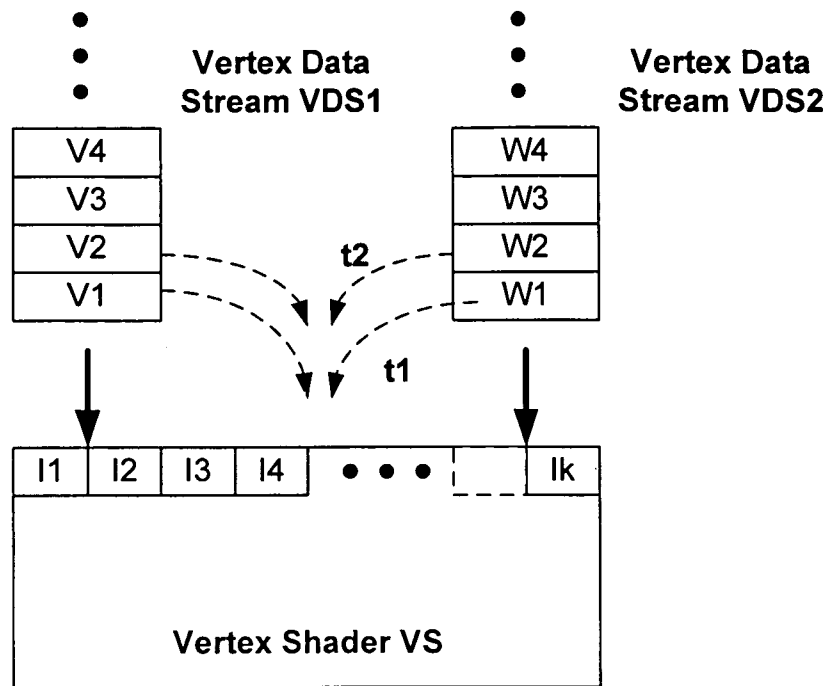 Vertex Data
Stream VDS1
Vertex Data
Stream VDS2
V4
V3
V2
V1
W4
W3
W2
W1
t2
t1
I1 I2 I3 I4 Ik
Vertex Shader VS